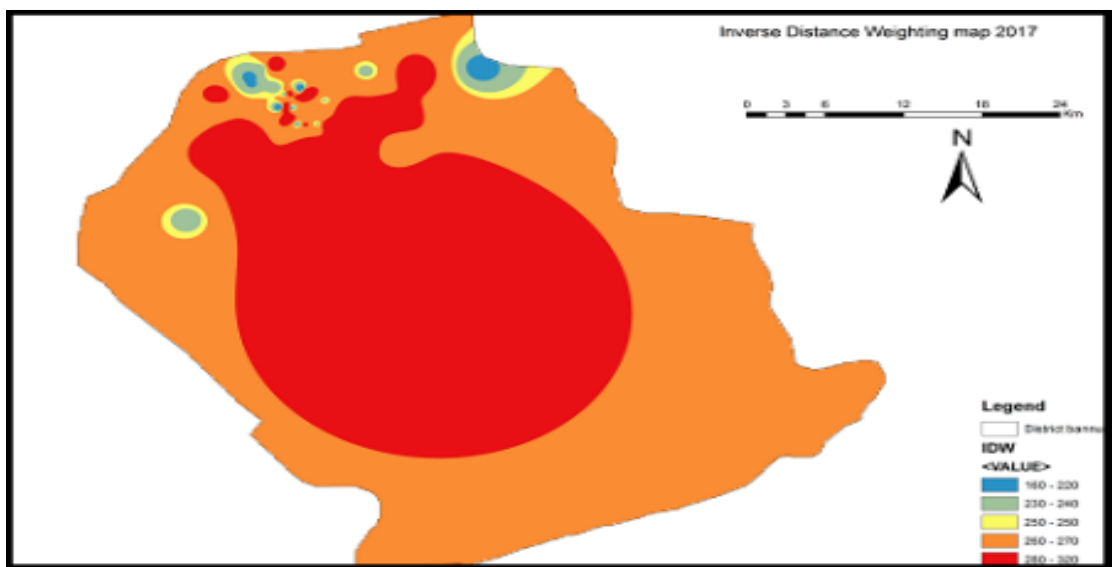 Inverse Distance Weighting map 2017
0 3 6 12 18 24
Km
N
Legend
District bannu
IDW
<VALUE>
160 - 220
230 - 240
250 - 250
260 - 270
280 - 320